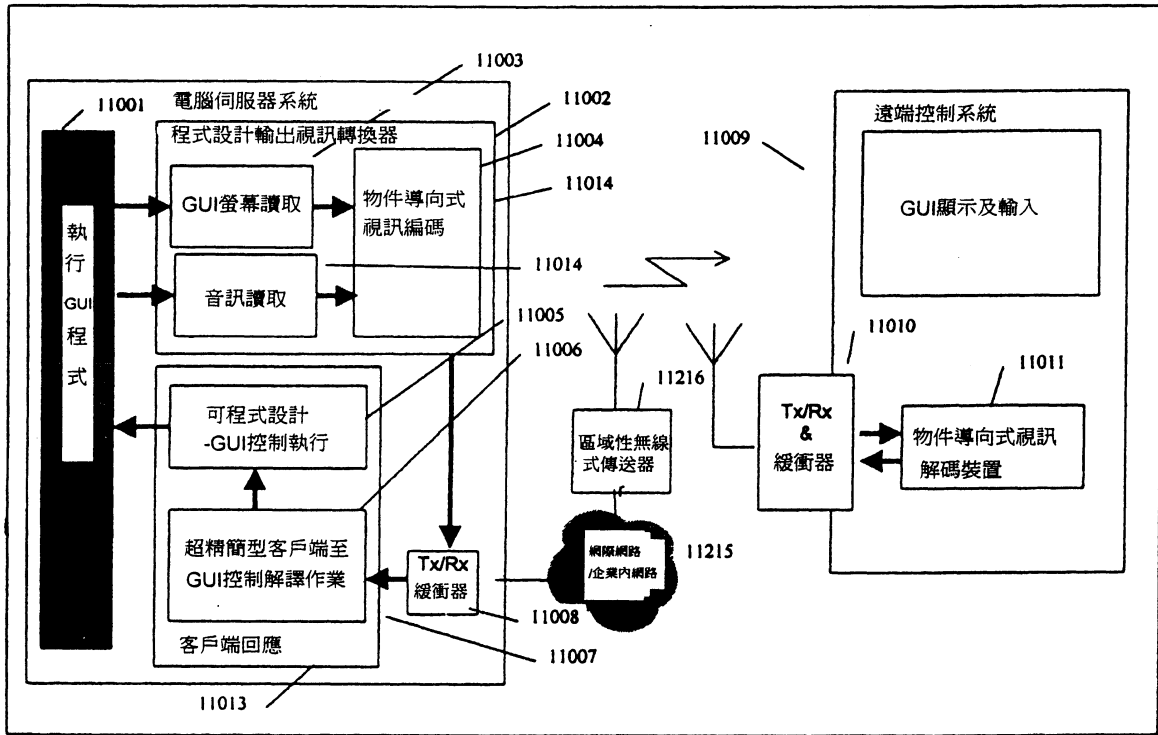 11003
11001
電腦伺服器系統
11002
程式設計輸出視訊轉換器
11004
11014
GUI螢幕讀取
物件導向式
視訊編碼
執行GUI程式
音訊讀取
11014
11005
11006
可程式設計
-GUI控制執行
超精簡型客戶端至
GUI控制解譯作業
Tx/Rx
緩衝器
11008
客戶端回應
11007
11013
11216
區域性無線
式傳送器
網際網路
/企業內網路
11215
11009
遠端控制系統
GUI顯示及輸入
11010
11011
Tx/Rx
&
緩衝器
物件導向式視訊
解碼裝置